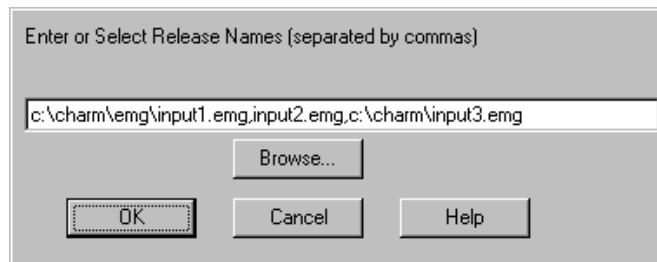 Enter or Select Release Names (separated by commas)
c:\charm\emg\input1.emg,input2.emg,c:\charm\input3.emg
Browse...
OK Cancel Help